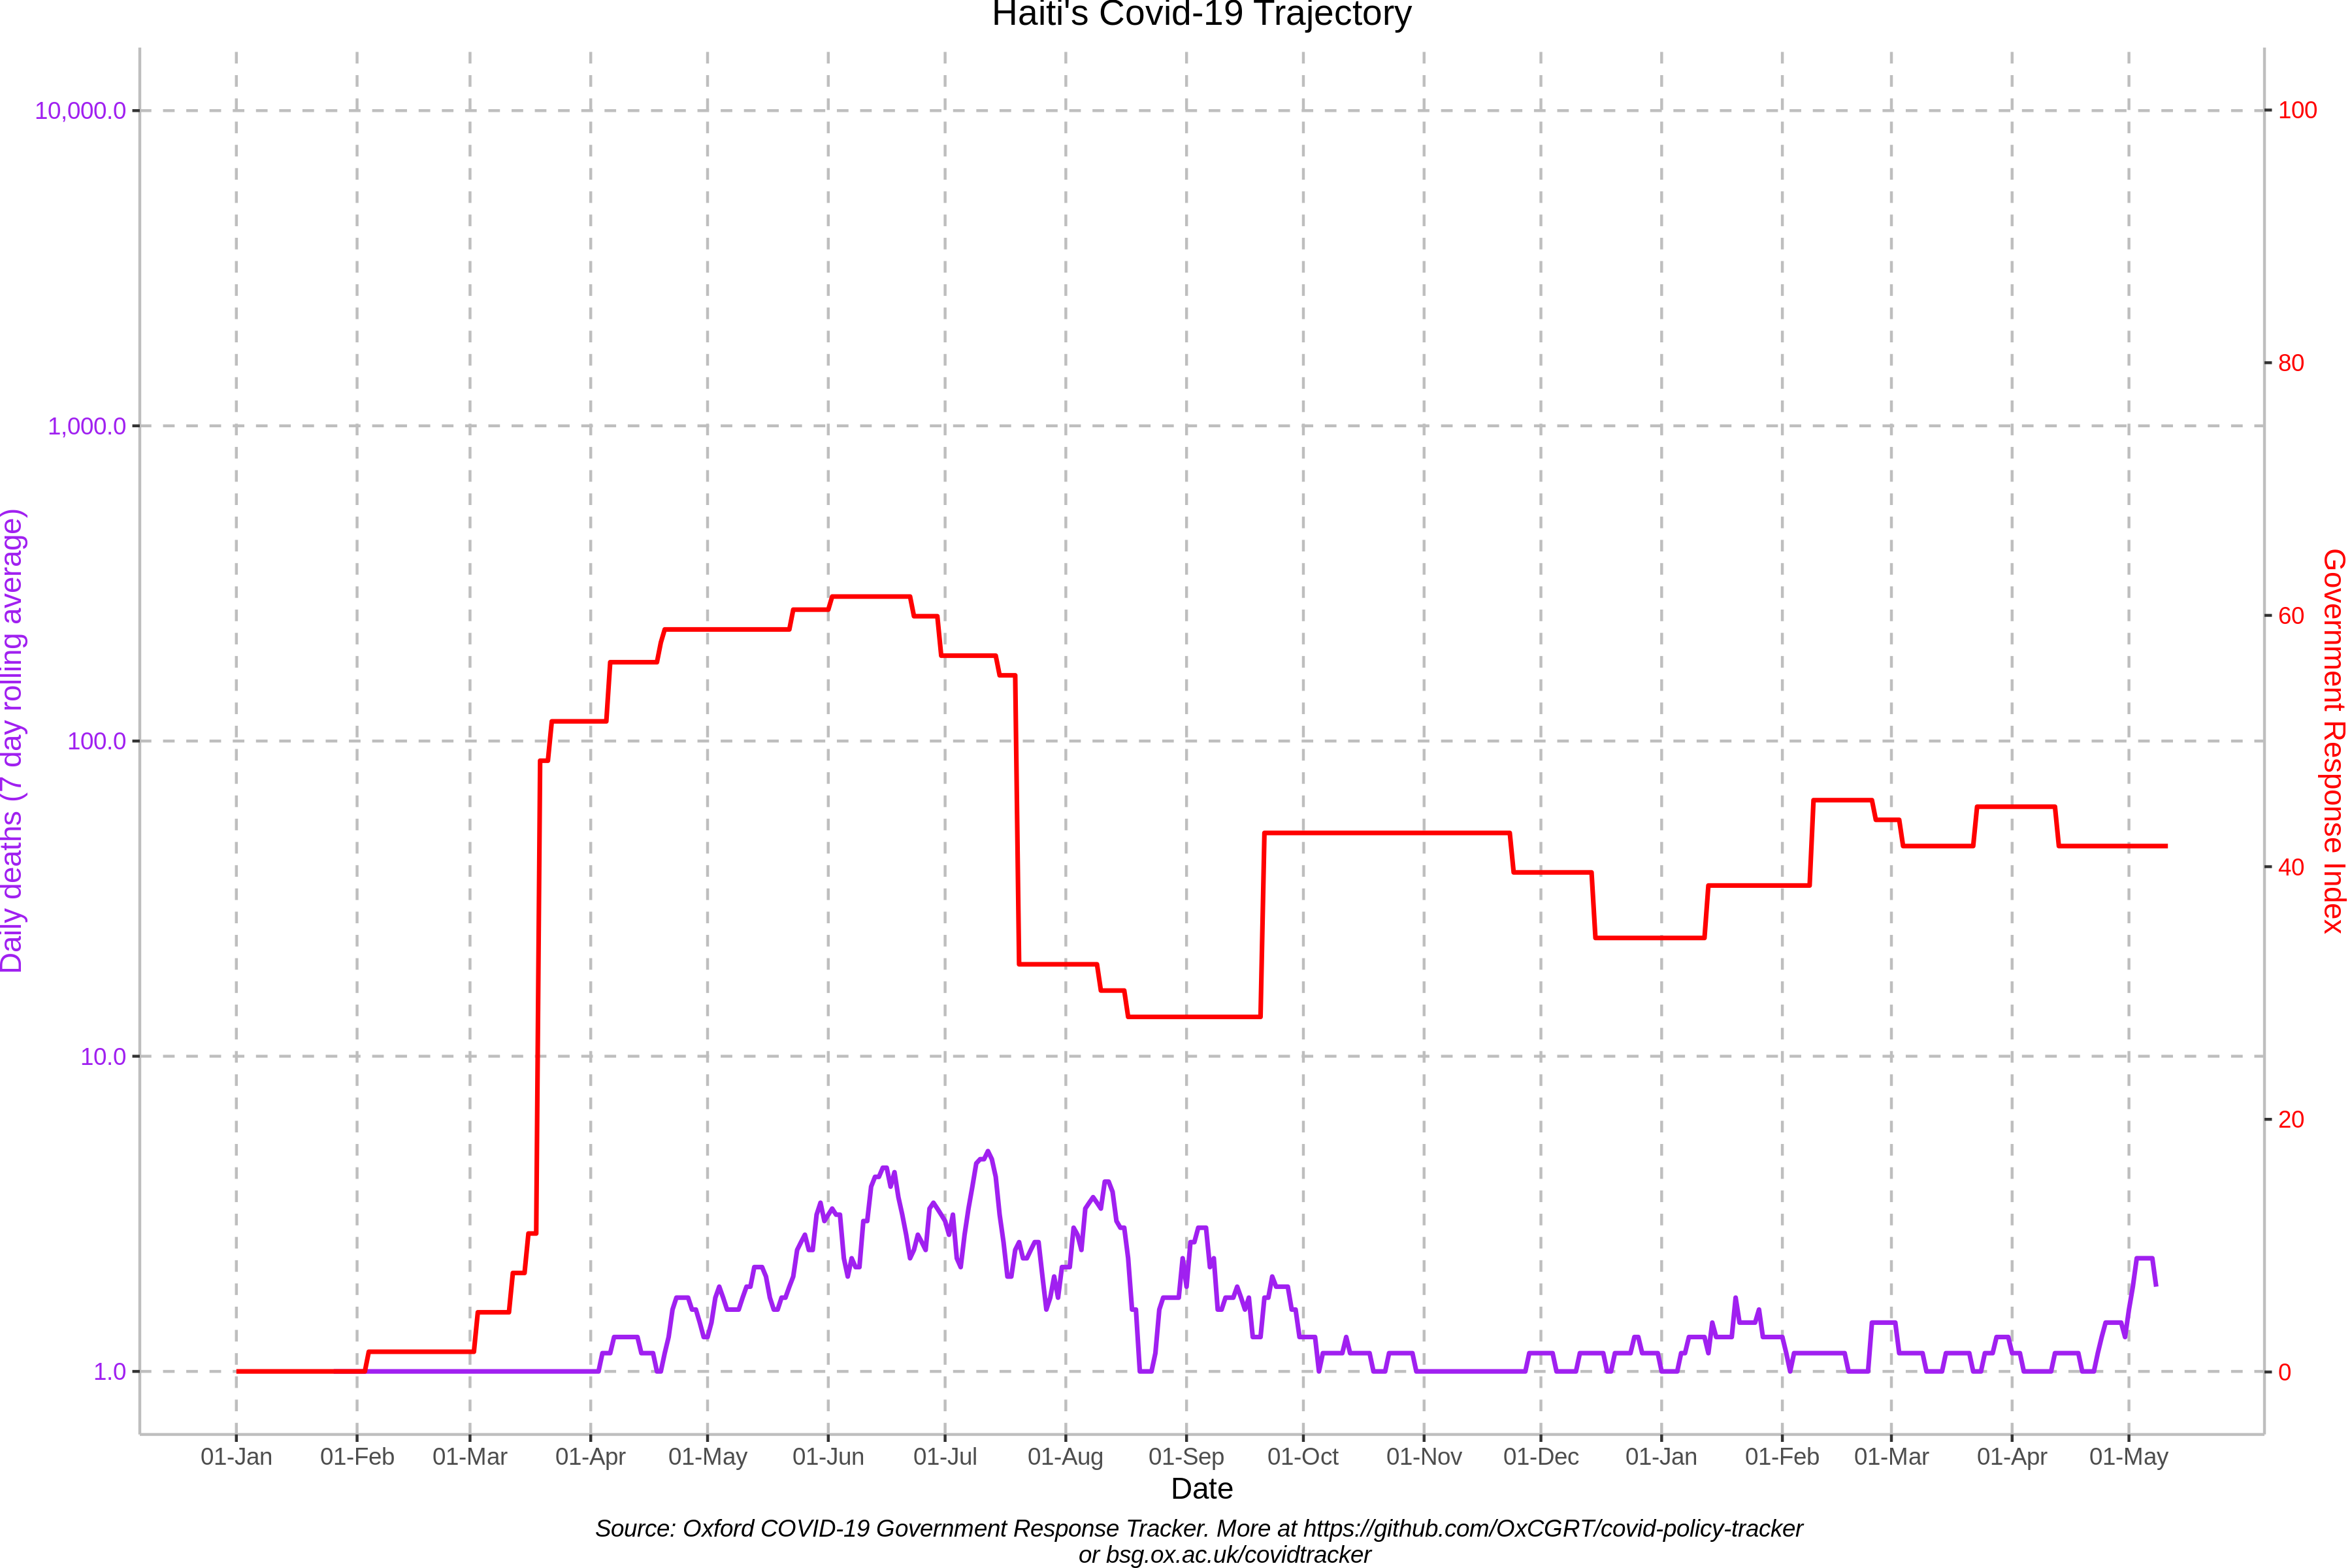 Haiti's Covid-19 Trajectory
Daily deaths (7 day rolling average)
10,000.0
1,000.0
100.0
10.0
1.0
100
80
60
40
20
0
Government Response Index
01-Jan 01-Feb 01-Mar 01-Apr 01-May 01-Jun 01-Jul 01-Aug 01-Sep 01-Oct 01-Nov 01-Dec 01-Jan 01-Feb 01-Mar 01-Apr 01-May
Date
Source: Oxford COVID-19 Government Response Tracker. More at https://github.com/OxCGRT/covid-policy-tracker
or bsg.ox.ac.uk/covidtracker